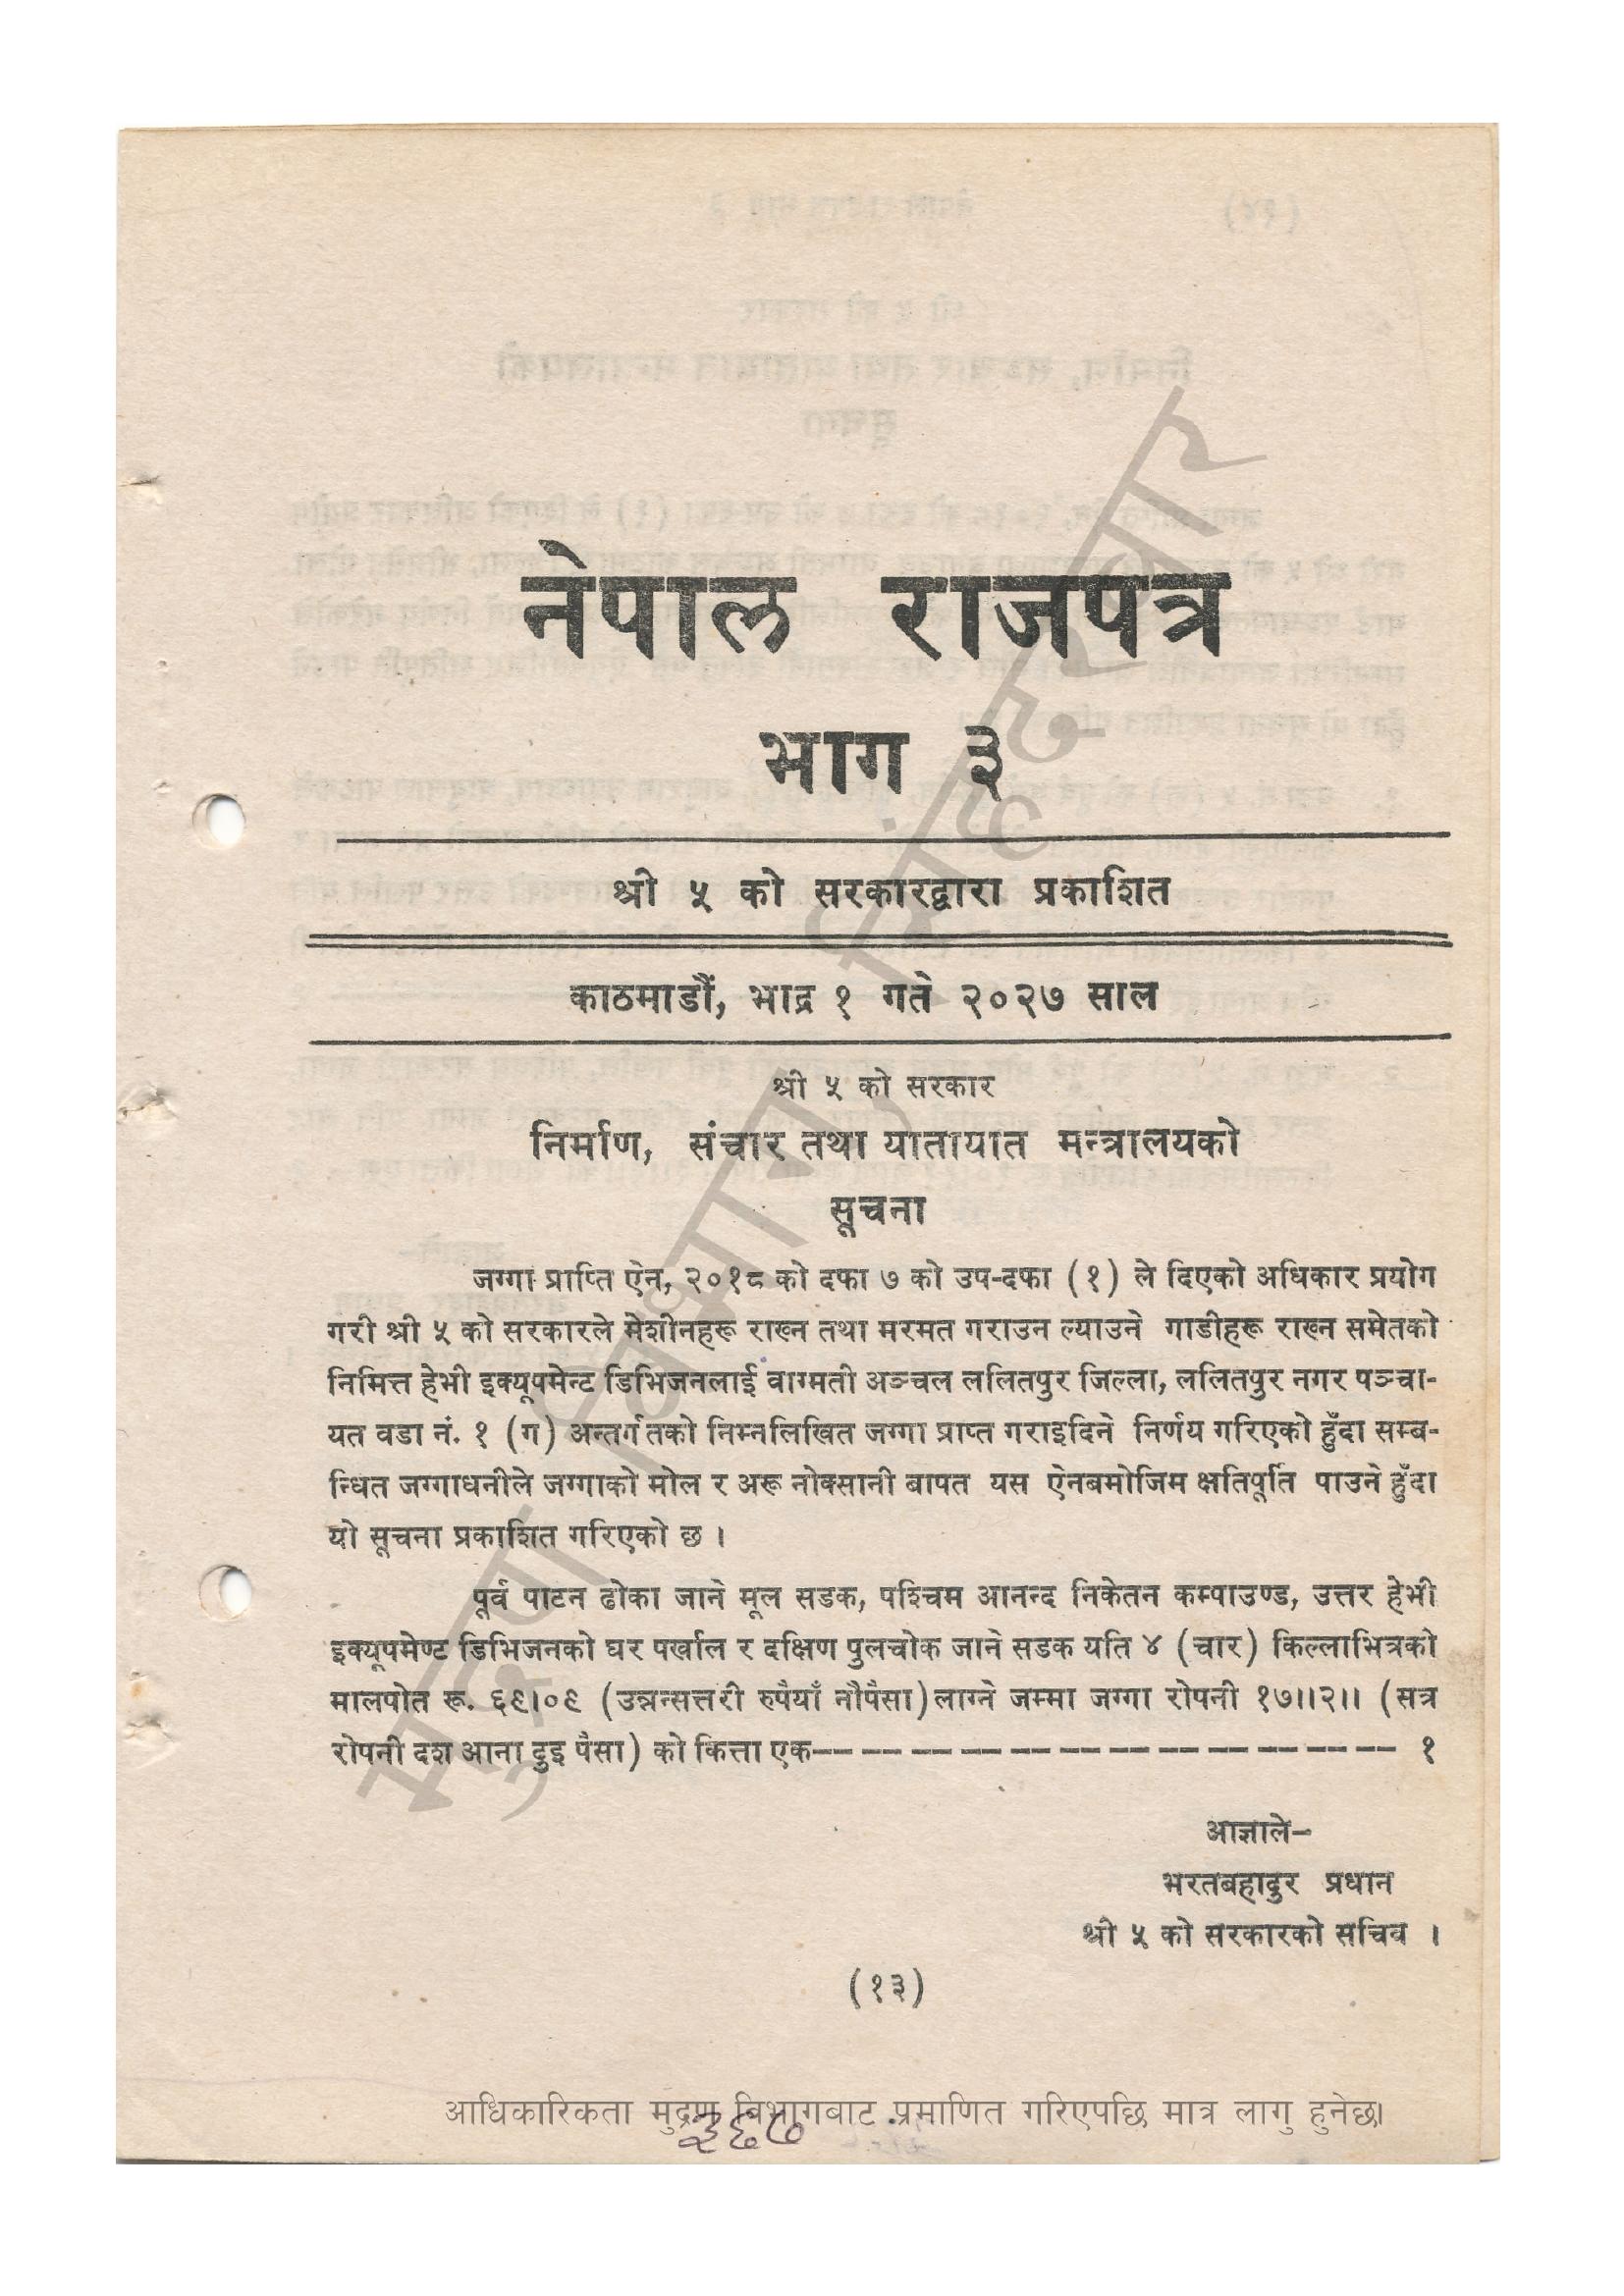 नेपाल राजपत्र
भाग ३
श्री ५ को सरकारद्वारा प्रकाशित
काठमाडौं, भाद्र १ गते २०२७ साल
श्री ५ को सरकार
निर्माण, संचार तथा यातायात मन्त्रालयको
सूचना
जग्गा प्राप्ति ऐन, २०१८ को दफा ७ को उप-दफा (१) ले दिएको अधिकार प्रयोग
गरी श्री ५ को सरकारले मेशीनहरू राख्न तथा मरमत गराउन ल्याउने गाडीहरू राख्न समेतको
निमित्त हेभी इक्यूपमेन्ट डिभिजनलाई वाग्मती अञ्चल ललितपुर जिल्ला, ललितपुर नगर पञ्चा-
यत वडा नं. १ (ग) अन्तर्गतको निम्नलिखित जग्गा प्राप्त गराइदिने निर्णय गरिएको हुँदा सम्ब-
न्धित जग्गाधनीले जग्गाको मोल र अरू नोक्सानी बापत यस ऐनबमोजिम क्षतिपूर्ति पाउने हुँदा
यो सूचना प्रकाशित गरिएको छ ।
पूर्व पाटन ढोका जाने मूल सडक, पश्चिम आनन्द निकेतन कम्पाउण्ड, उत्तर हेभी
इक्यूपमेण्ट डिभिजनको घर पर्खाल र दक्षिण पुलचोक जाने सडक यति ४ (चार) किल्लाभित्रको
मालपोत रू. ६९।०९ (उन्नन्सत्तरी रुपैयाँ नौपैसा) लाग्ने जम्मा जग्गा रोपनी १७॥२॥ (सत्र
रोपनी दश आना दुइ पैसा) को कित्ता एक–– –– –– –– –– –– –– –– –– –– –– –– १
आज्ञाले–
भरतबहादुर प्रधान
श्री ५ को सरकारको सचिव ।
(१३)
आधिकारिकता मुद्रण विभागबाट प्रमाणित गरिएपछि मात्र लागु हुनेछ।
३६७
मुद्रण विभाग, सिंहदरबार